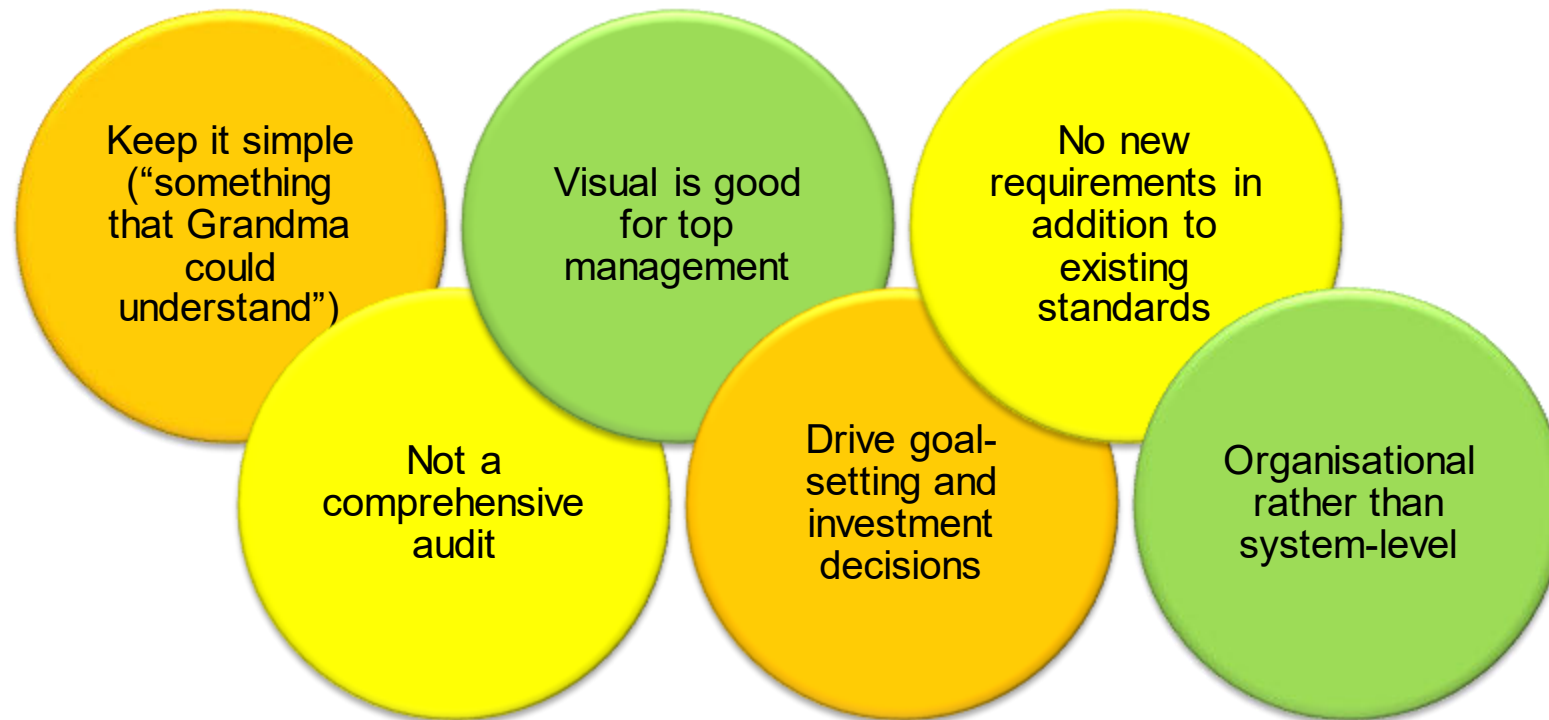 Keep it simple
(“something
that Grandma
could
understand”)
Visual is good
for top
management
No new
requirements in
addition to
existing
standards
Not a
comprehensive
audit
Drive goal-
setting and
investment
decisions
Organisational
rather than
system-level